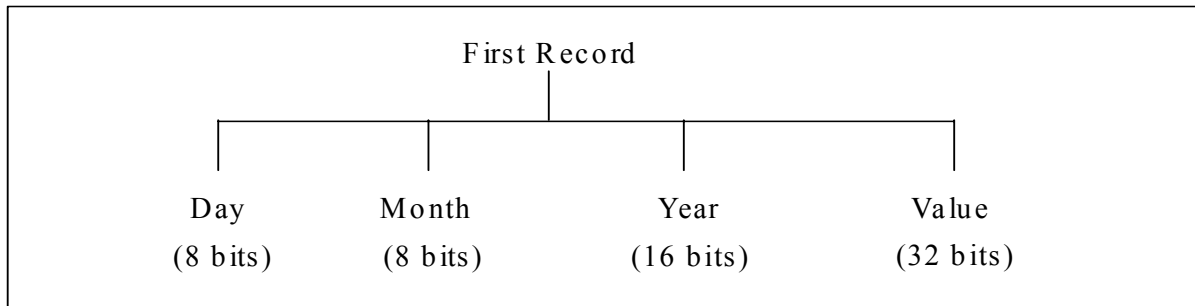 First Record
Day Month Year Value
(8 bits) (8 bits) (16 bits) (32 bits)